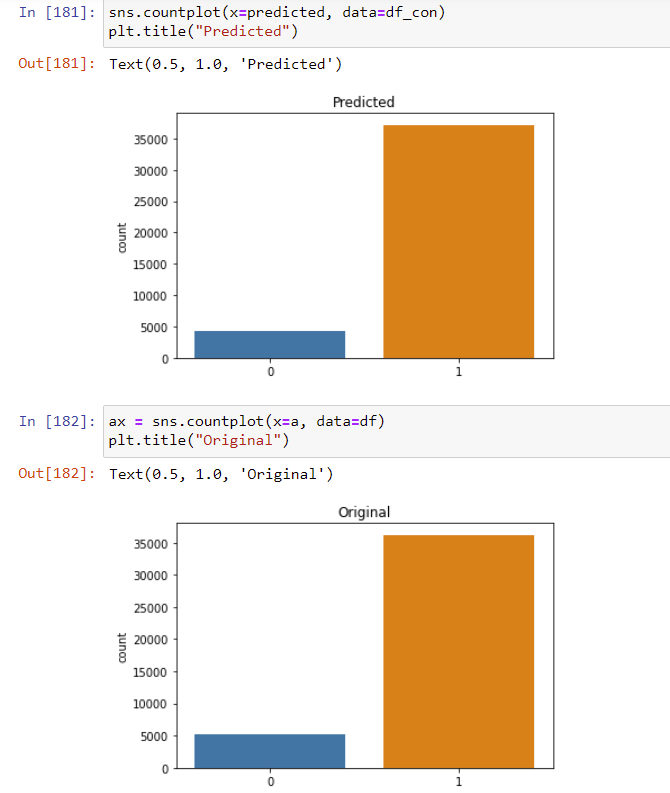 In [181]: sns.countplot(x=predicted, data=df_con)
plt.title("Predicted")
Out[181]: Text(0.5, 1.0, 'Predicted')
Predicted
35000
30000
25000
20000
15000
10000
5000
0
count
0 1
In [182]: ax = sns.countplot(x=a, data=df)
plt.title("Original")
Out[182]: Text(0.5, 1.0, 'Original')
Original
35000
30000
25000
20000
15000
10000
5000
0
count
0 1